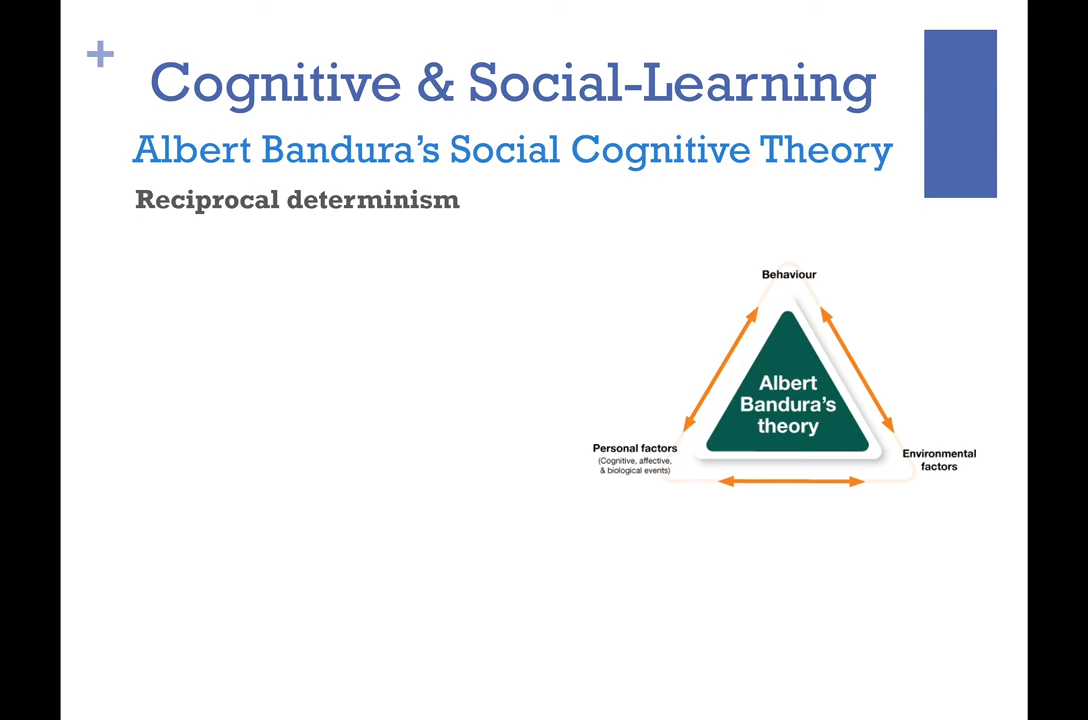 +
Cognitive & Social-Learning
Albert Bandura’s Social Cognitive Theory
Reciprocal determinism
Behaviour
Albert
Bandura’s
theory
Personal factors
(Cognitive, affective,
& biological events)
Environmental
factors